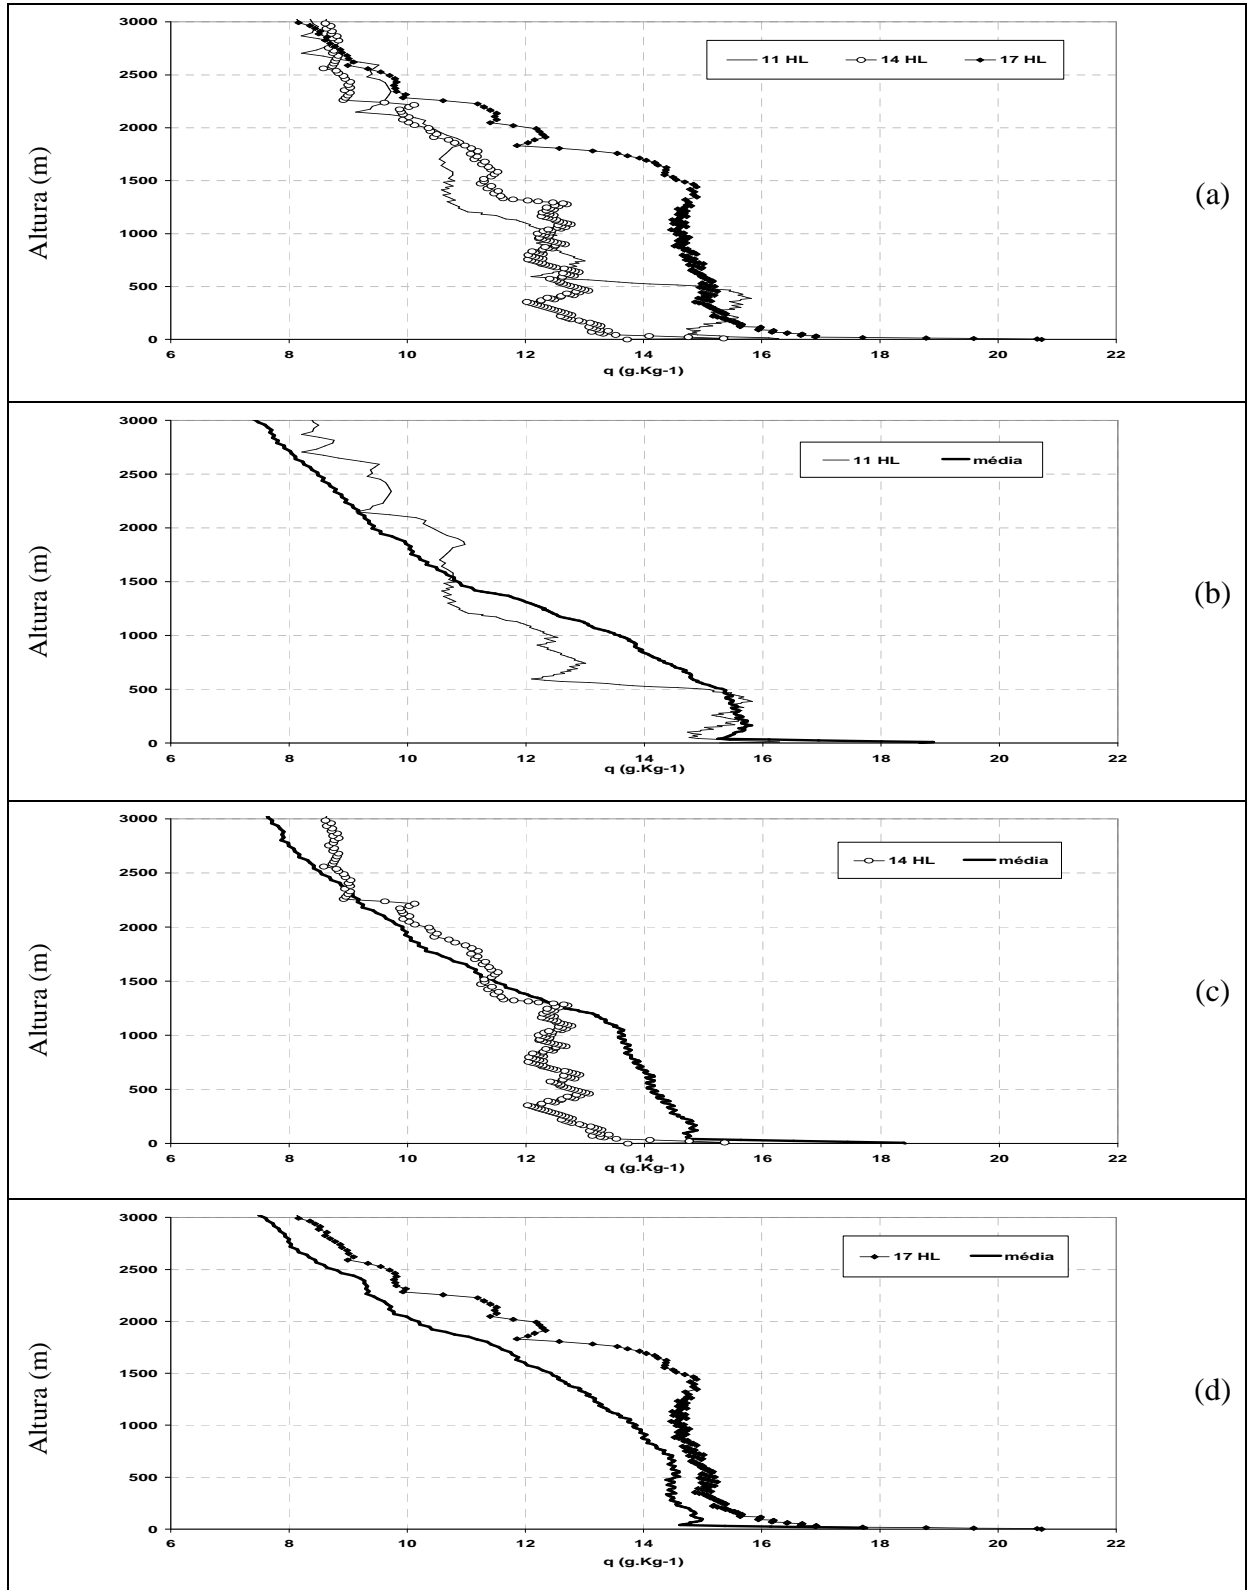 3000
2500
2000
1500
1000
500
0
Altura (m)
11 HL 14 HL 17 HL
6 8 10 12 14 16 18 20 22
q (g.Kg-1)
(a)
3000
2500
2000
1500
1000
500
0
Altura (m)
11 HL média
6 8 10 12 14 16 18 20 22
q (g.Kg-1)
(b)
3000
2500
2000
1500
1000
500
0
Altura (m)
14 HL média
6 8 10 12 14 16 18 20 22
q (g.Kg-1)
(c)
3000
2500
2000
1500
1000
500
0
Altura (m)
17 HL média
6 8 10 12 14 16 18 20 22
q (g.Kg-1)
(d)